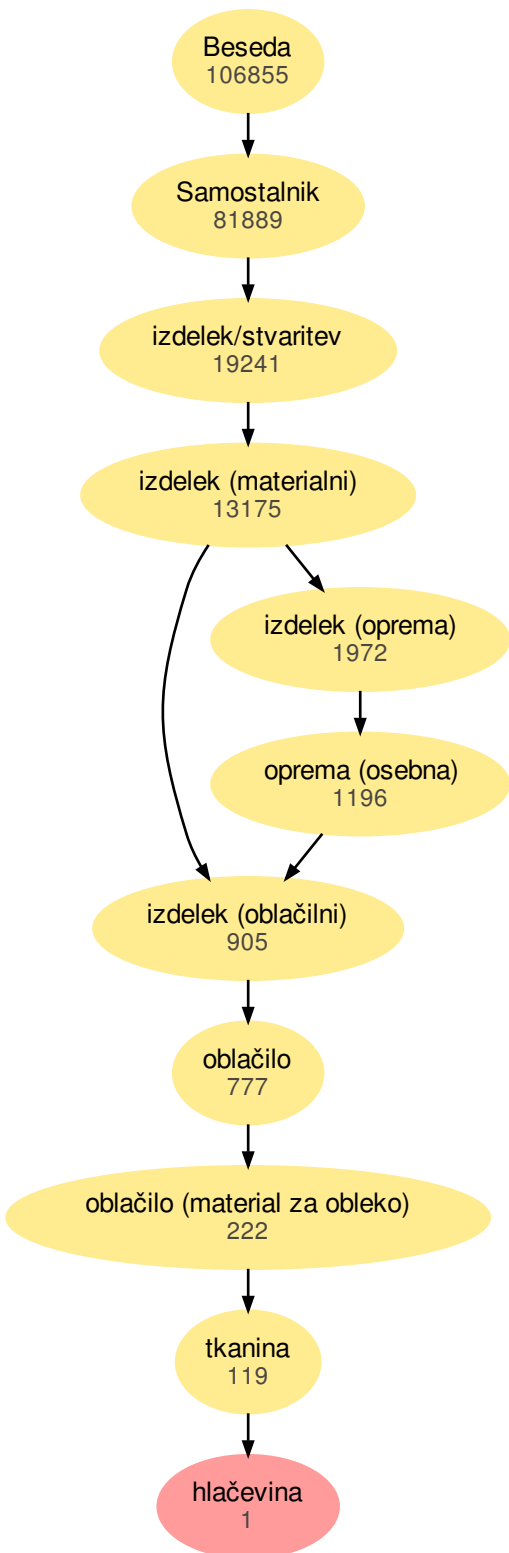 Beseda
106855
Samostalnik
81889
izdelek/stvaritev
19241
izdelek (materialni)
13175
izdelek (oprema)
1972
oprema (osebna)
1196
izdelek (oblačilni)
905
oblačilo
777
oblačilo (material za obleko)
222
tkanina
119
hlačevina
1